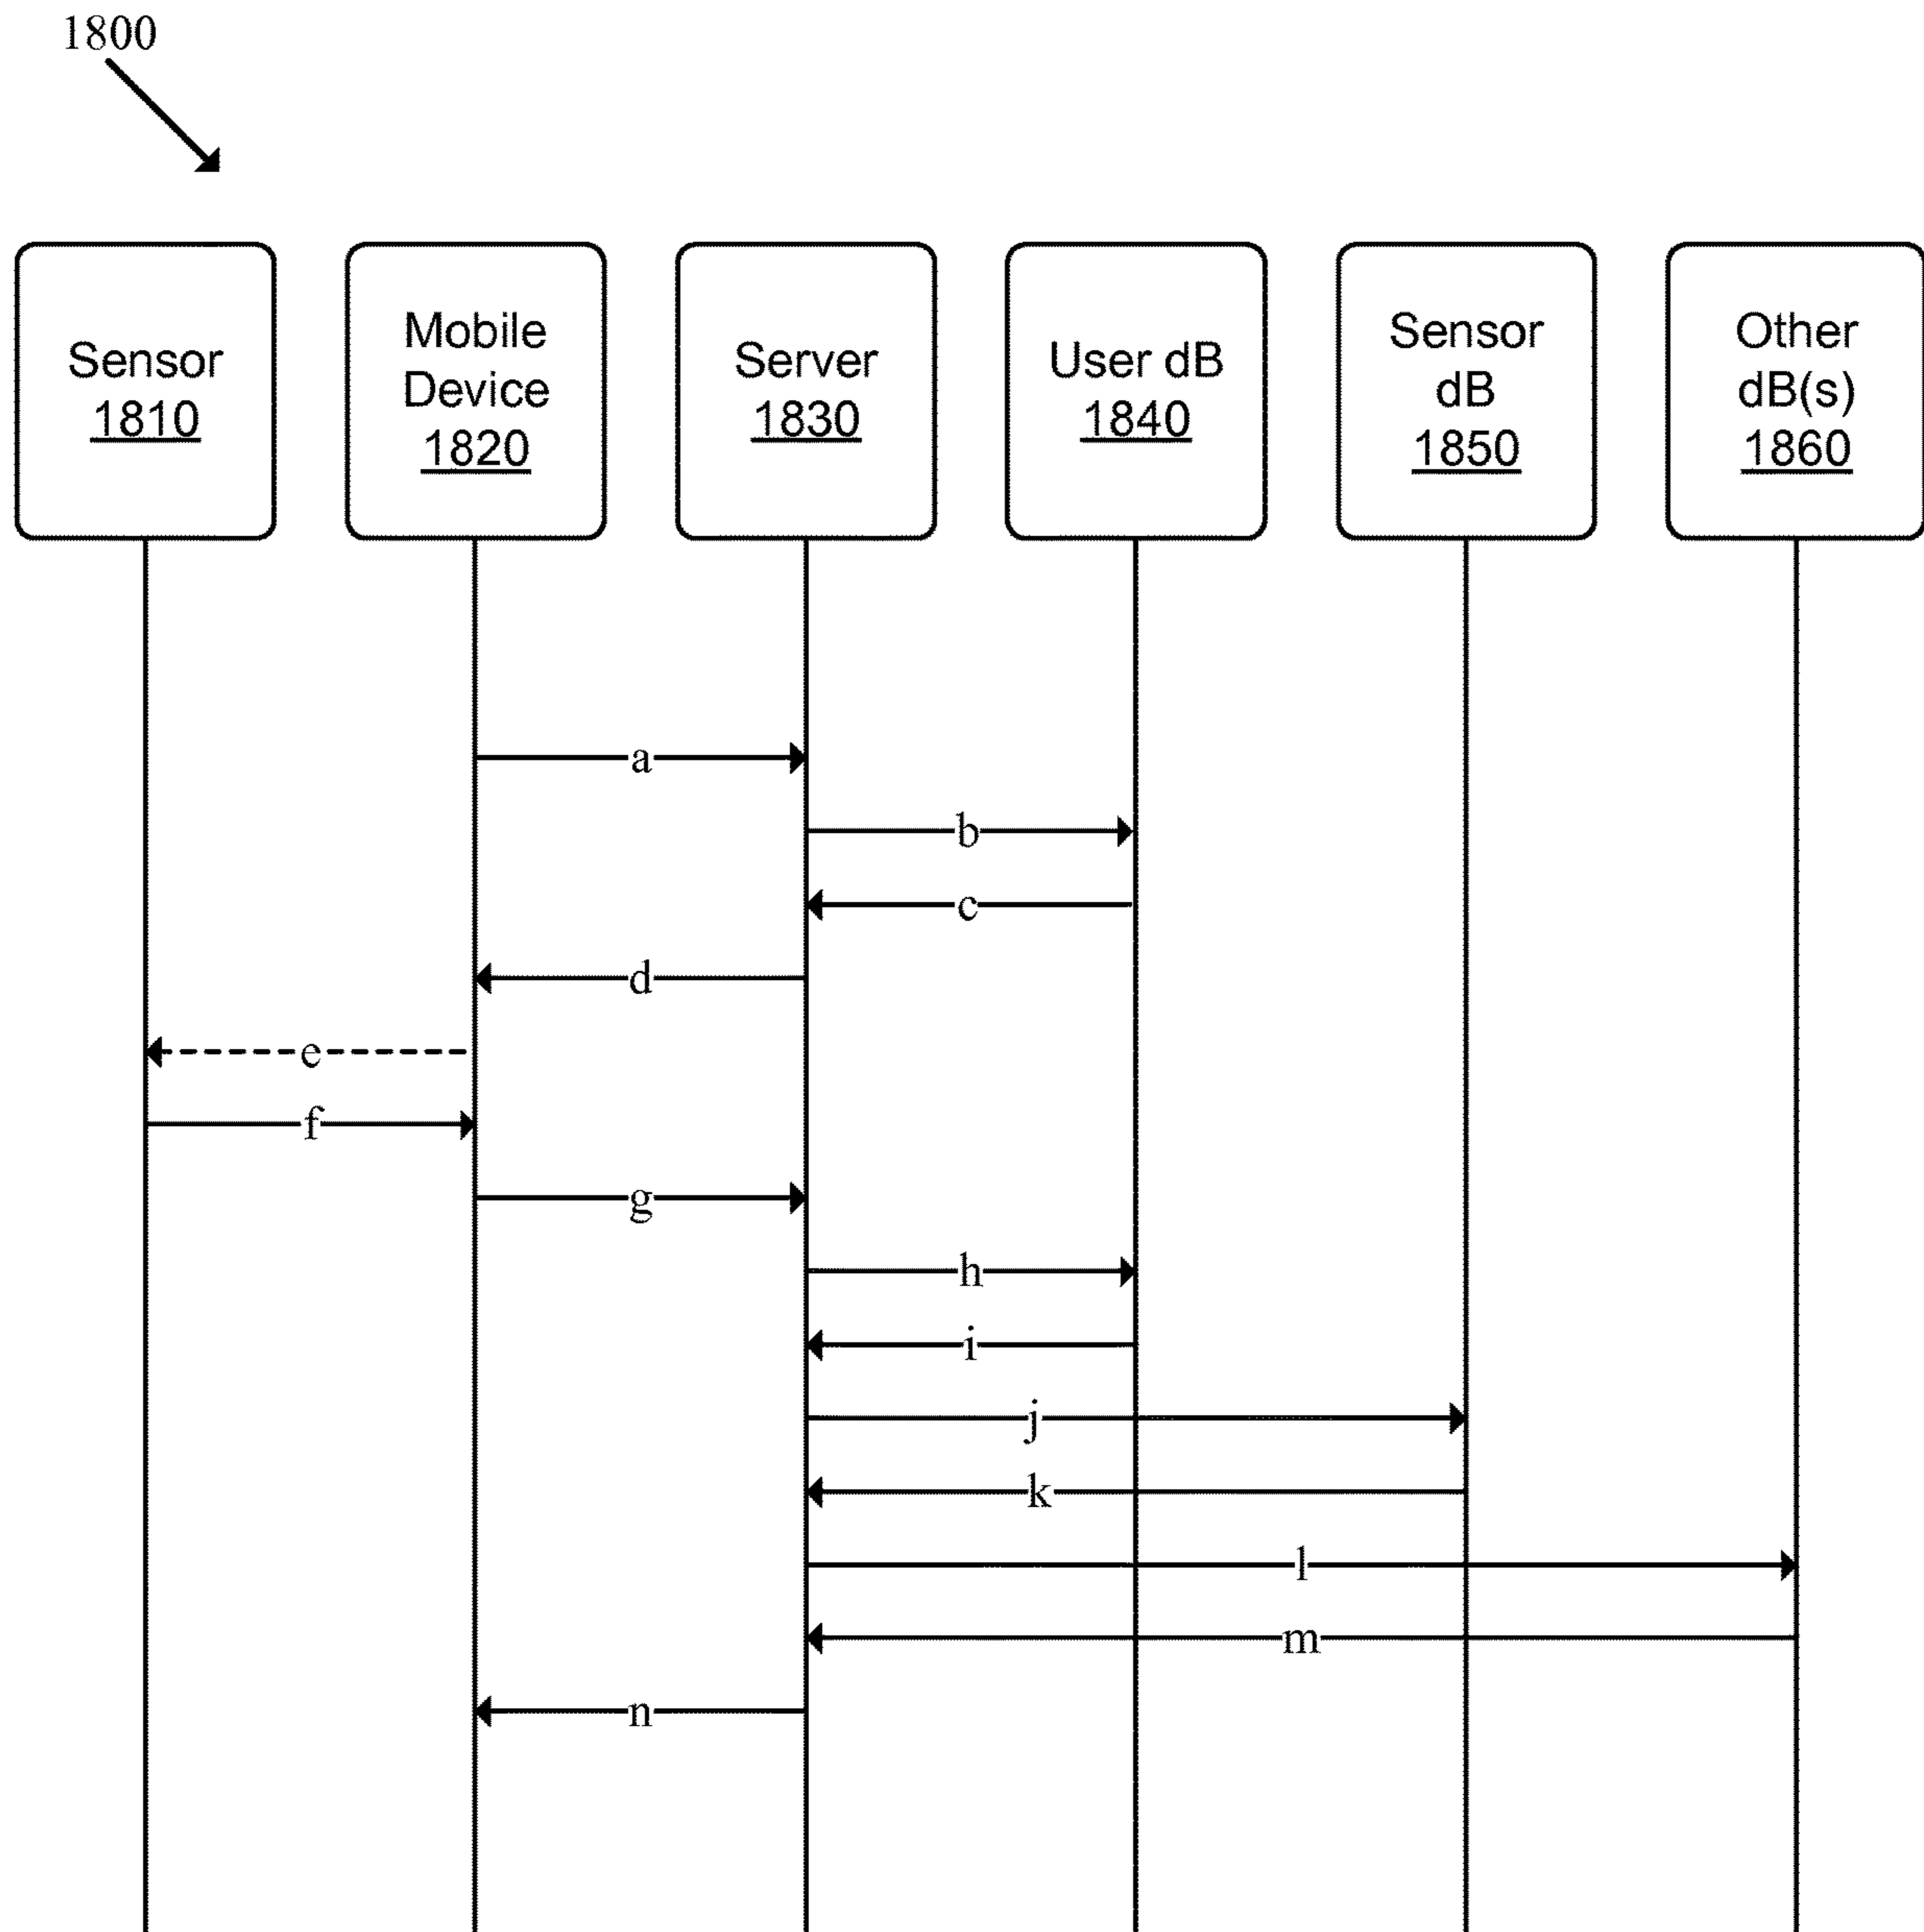 1800
Sensor
1810
Mobile
Device
1820
Server
1830
User dB
1840
Sensor
dB
1850
Other
dB(s)
1860
a
b
c
d
e
f
g
h
i
j
k
l
m
n